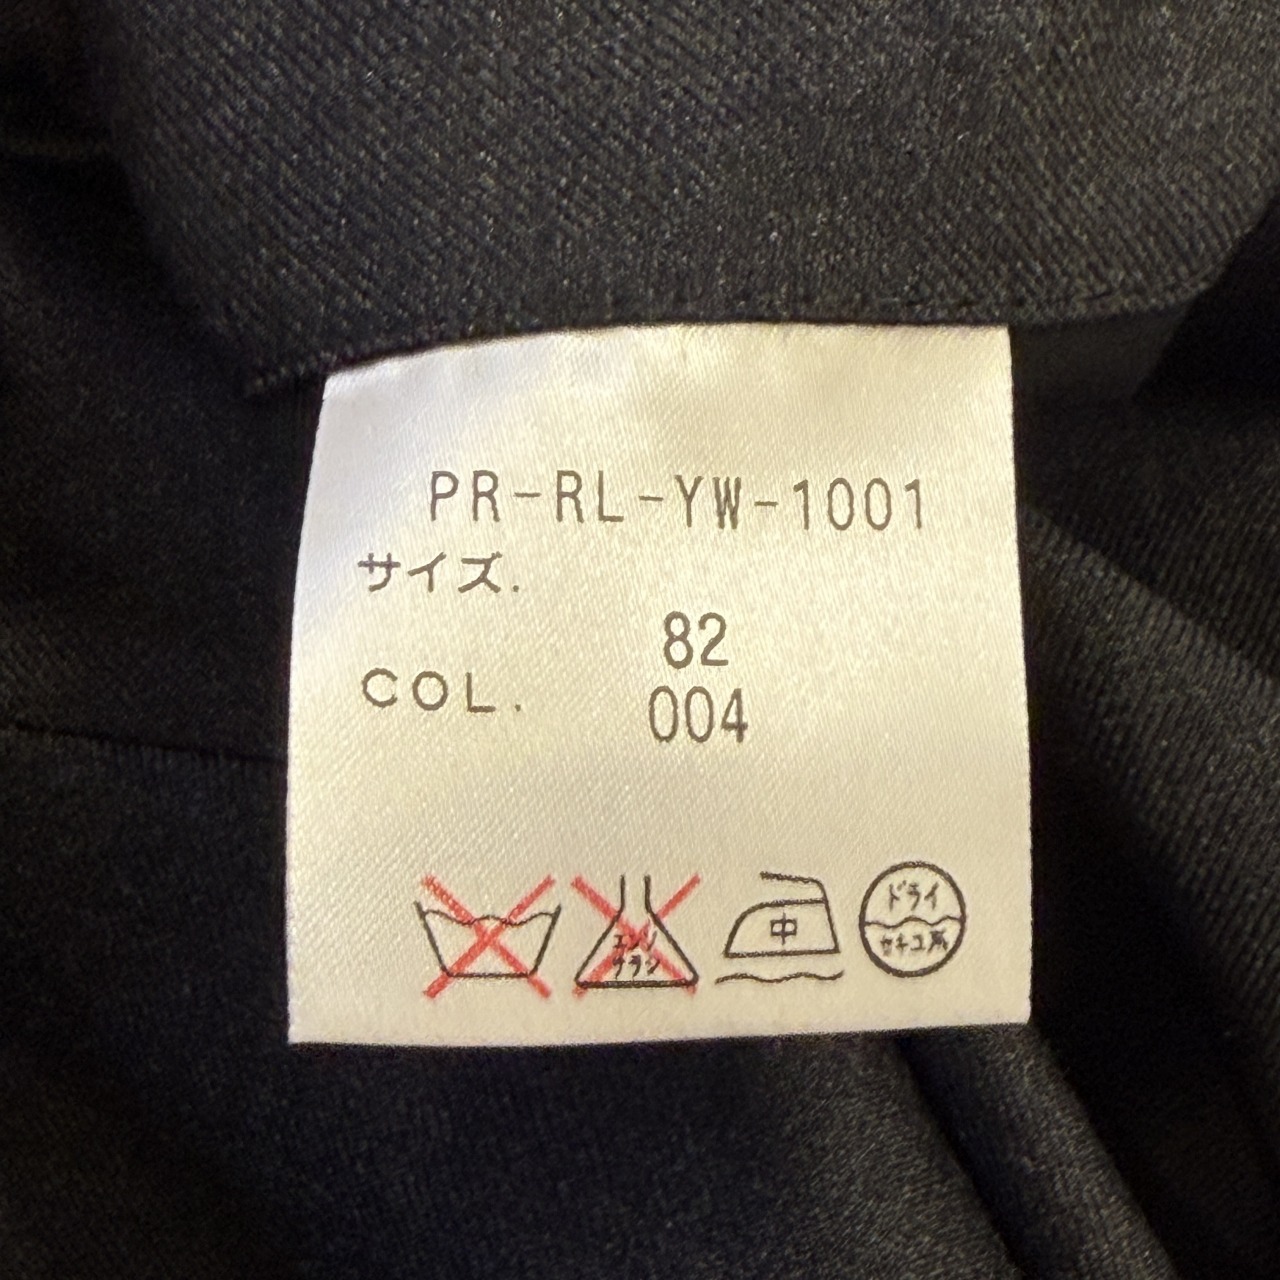 PR-RL-YW-1001
サイズ.
82
COL.
004
エンソ
サラシ
中
ドライ
セキユ系